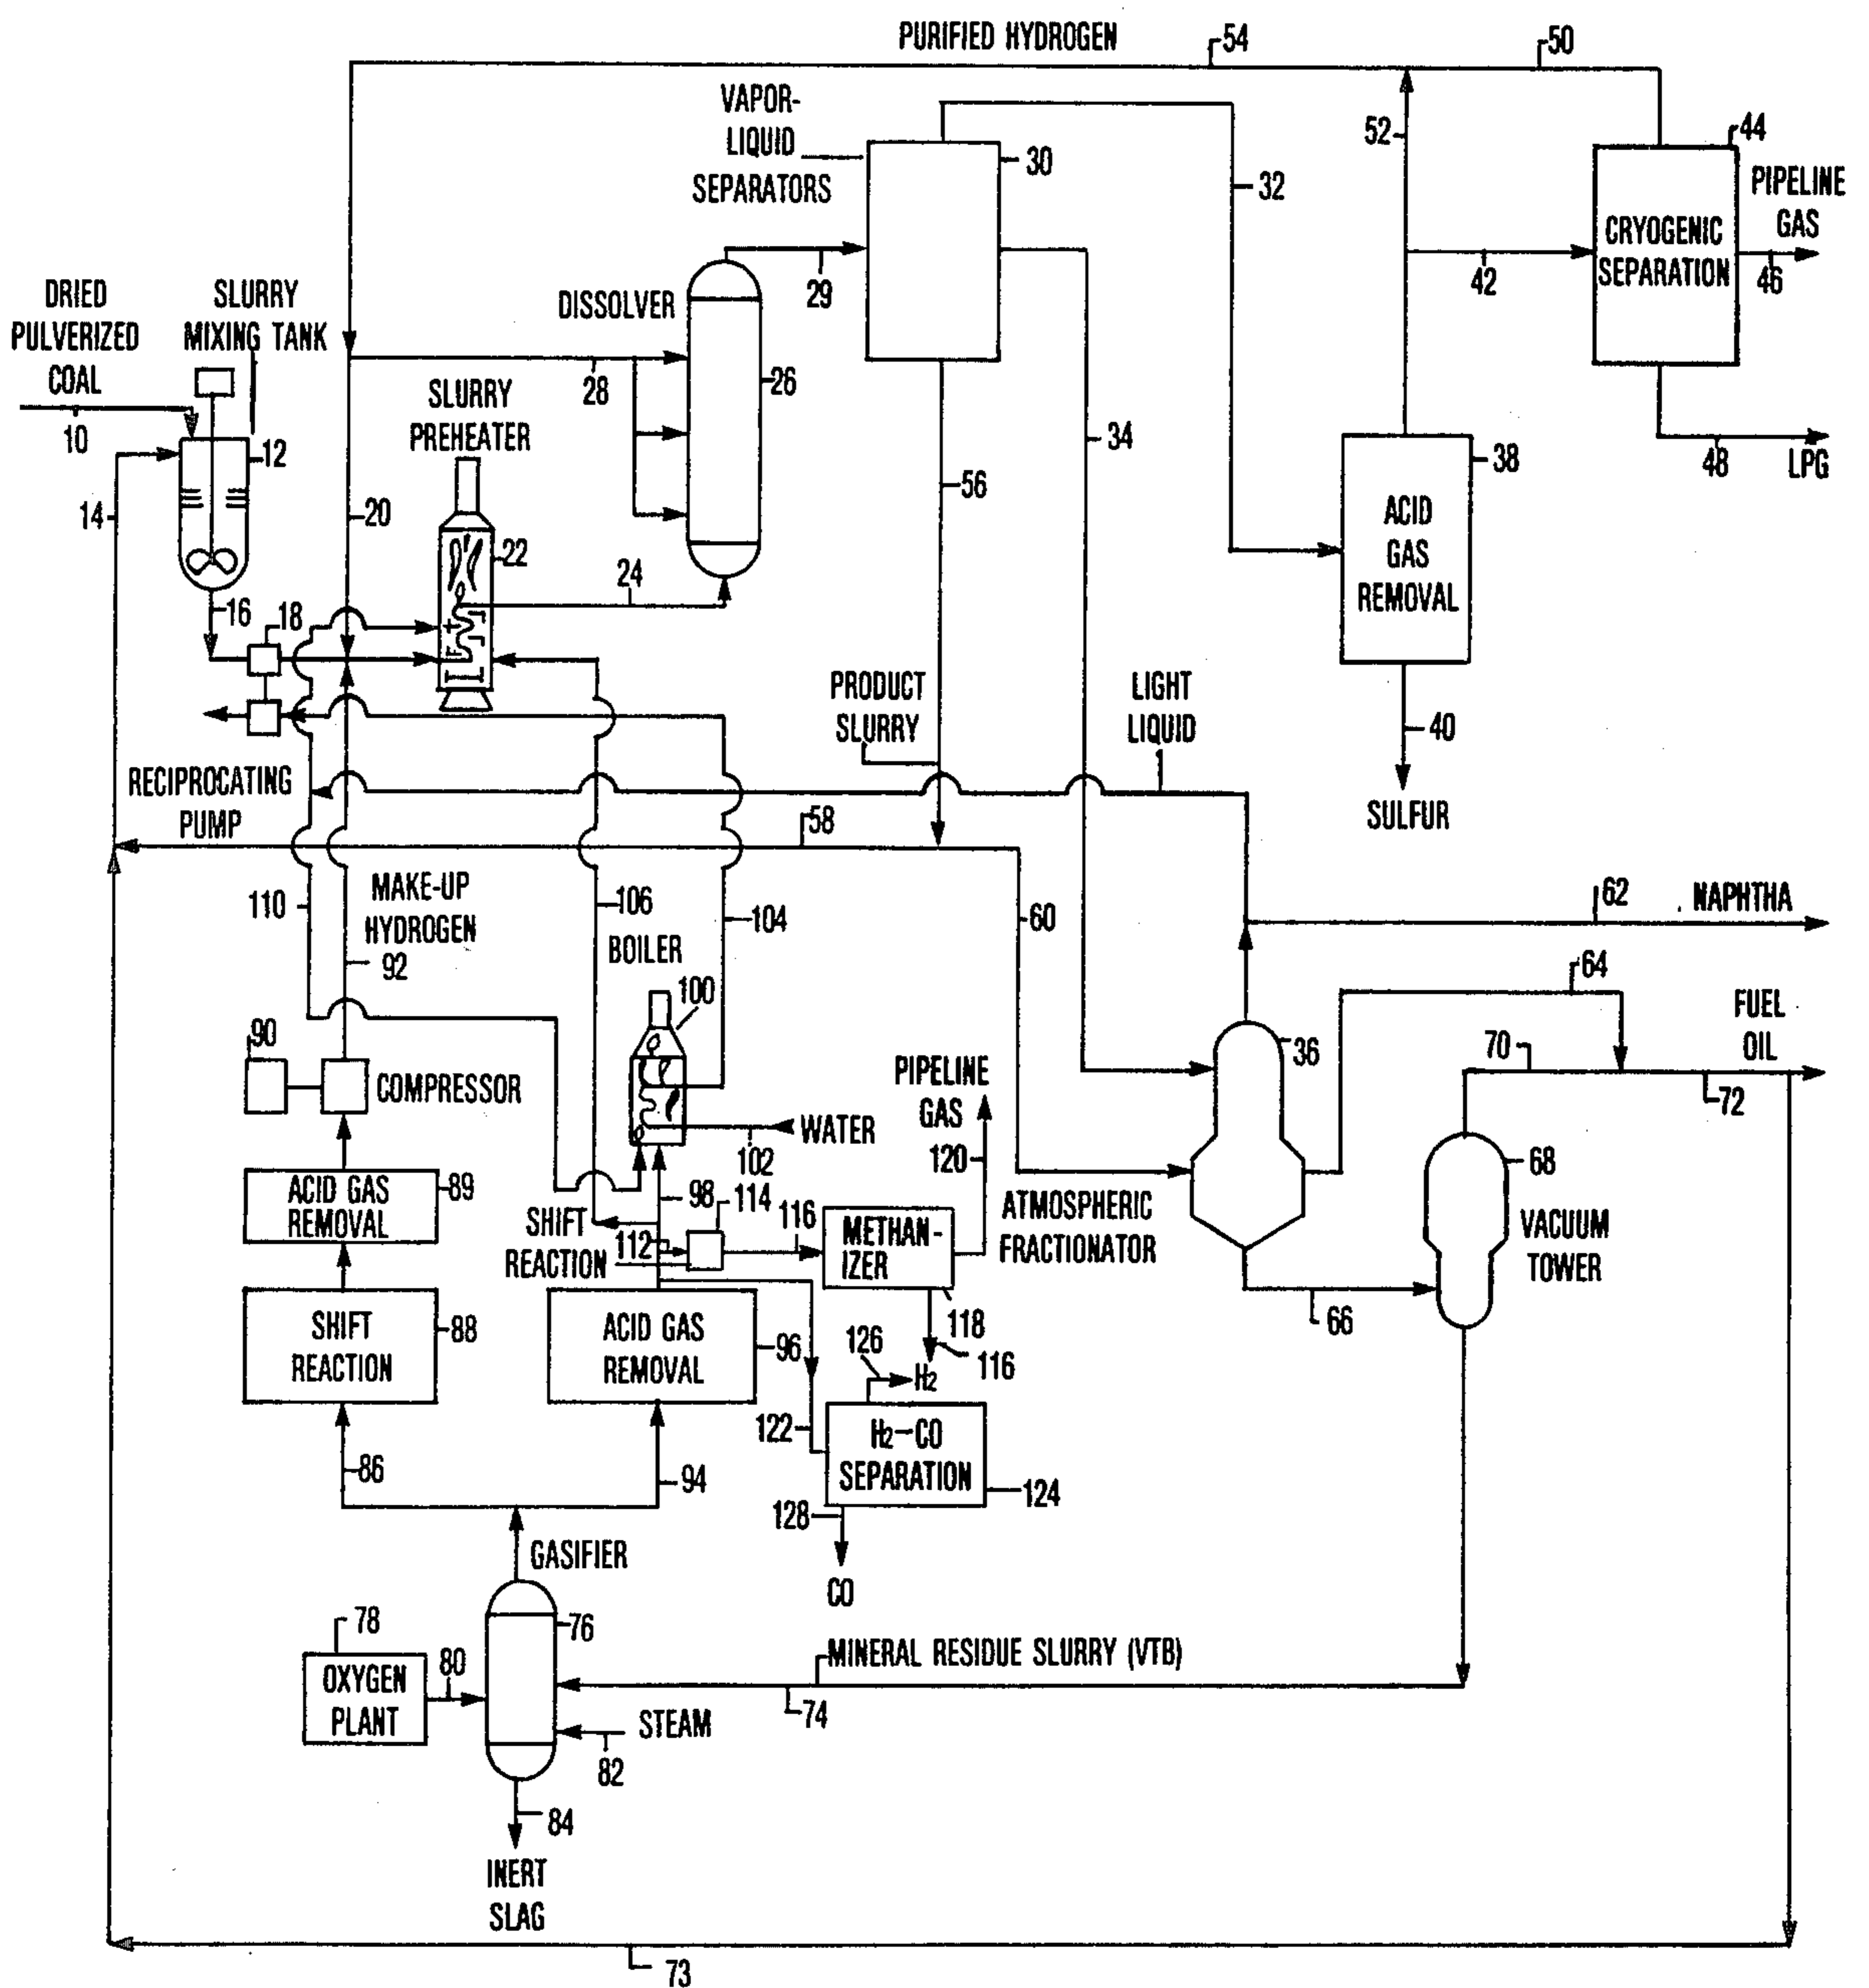 PURIFIED HYDROGEN
54
50
VAPOR-
LIQUID
SEPARATORS
30
32
52
44
PIPELINE
GAS
CRYOGENIC
SEPARATION
42
46
29
DRIED
PULVERIZED
COAL
SLURRY
MIXING TANK
DISSOLVER
28
26
SLURRY
PREHEATER
10
12
34
38
48
LPG
14
20
22
24
56
ACID
GAS
REMOVAL
16
18
PRODUCT
SLURRY
LIGHT
LIQUID
40
SULFUR
RECIPROCATING
PUMP
58
110
MAKE-UP
HYDROGEN
92
106
104
BOILER
60
62
NAPHTHA
64
100
FUEL
OIL
90
COMPRESSOR
PIPELINE
GAS
36
70
72
WATER
102
120
68
ACID GAS
REMOVAL
89
98
114
SHIFT
REACTION
112
116
METHAN-
IZER
ATMOSPHERIC
FRACTIONATOR
VACUUM
TOWER
66
SHIFT
REACTION
88
ACID GAS
REMOVAL
96
118
126
116
H2
122
H2-CO
SEPARATION
86
94
124
128
GASIFIER
CO
78
76
OXYGEN
PLANT
80
MINERAL RESIDUE SLURRY (VTB)
74
STEAM
82
84
INERT
SLAG
73